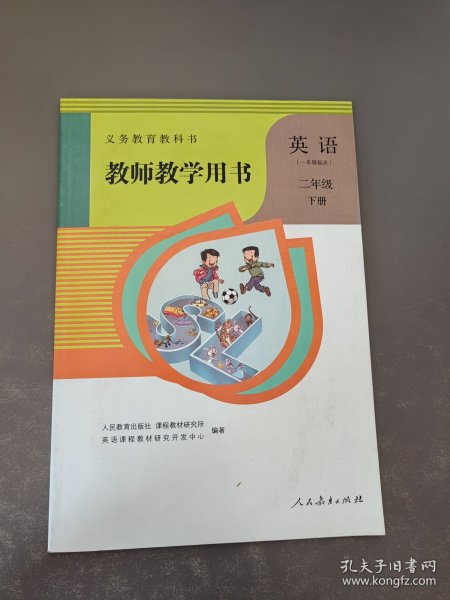 义务教育教科书
教师教学用书
英语
(一年级起点)
二年级
下册
SL
人民教育出版社 课程教材研究所
英语课程教材研究开发中心
编著
人民教育出版社
孔夫子旧书网
www.kongfz.com